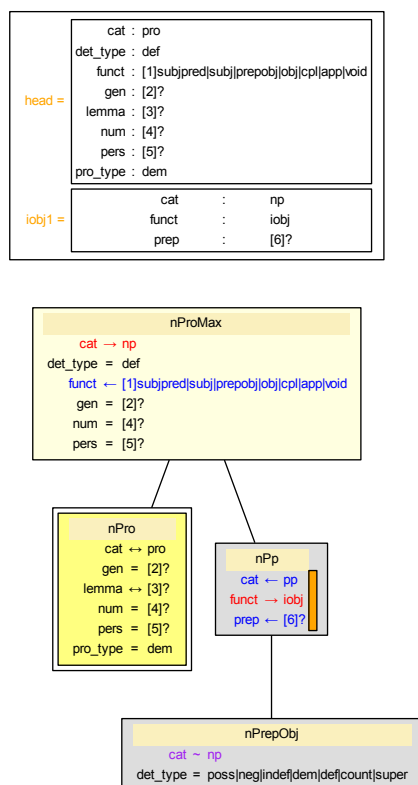 head =
cat : pro
det_type : def
funct : [1]subjpred|subj|prepobj|obj|cpl|app|void
gen : [2]?
lemma : [3]?
num : [4]?
pers : [5]?
pro_type : dem
iobj1 =
cat : np
funct : iobj
prep : [6]?
nProMax
cat → np
det_type = def
funct ← [1]subjpred|subj|prepobj|obj|cpl|app|void
gen = [2]?
num = [4]?
pers = [5]?
nPro
cat ↔ pro
gen = [2]?
lemma ↔ [3]?
num = [4]?
pers = [5]?
pro_type = dem
nPp
cat ← pp
funct → iobj
prep ← [6]?
nPrepObj
cat ~ np
det_type = poss|neg|indef|dem|def|count|super